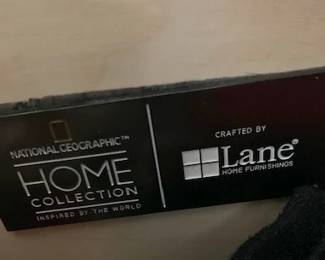 NATIONAL GEOGRAPHIC™
HOME
COLLECTION
INSPIRED BY THE WORLD
CRAFTED BY
Lane®
HOME FURNISHINGS